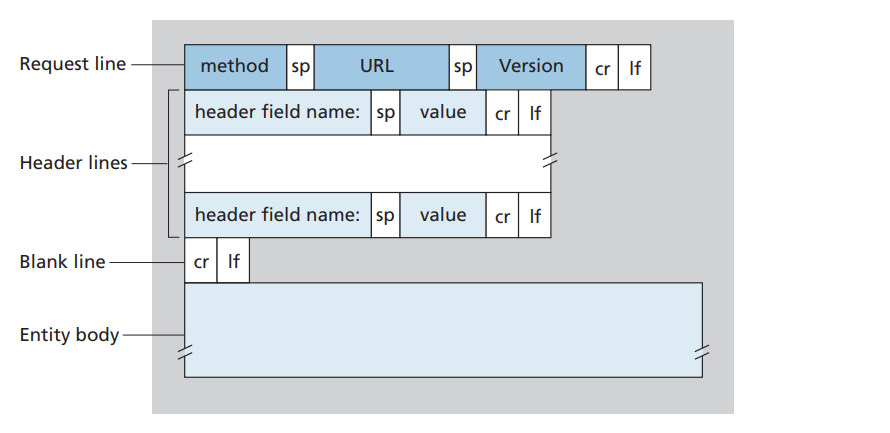 Request line method sp URL sp Version cr lf
header field name: sp value cr lf
Header lines
header field name: sp value cr lf
Blank line cr lf
Entity body